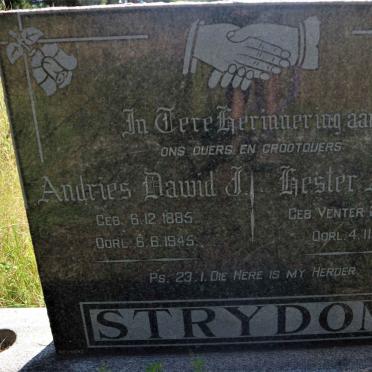 In Tere Herinnering aan
ONS OUERS EN GROOTOUERS
Andries Dawid J. Hester
GEB. 6.12.1885 GEB VENTER
OORL. 6.6.1945. OORL. 4.11
PS. 23.1. DIE HERE IS MY HERDER
STRYDOM